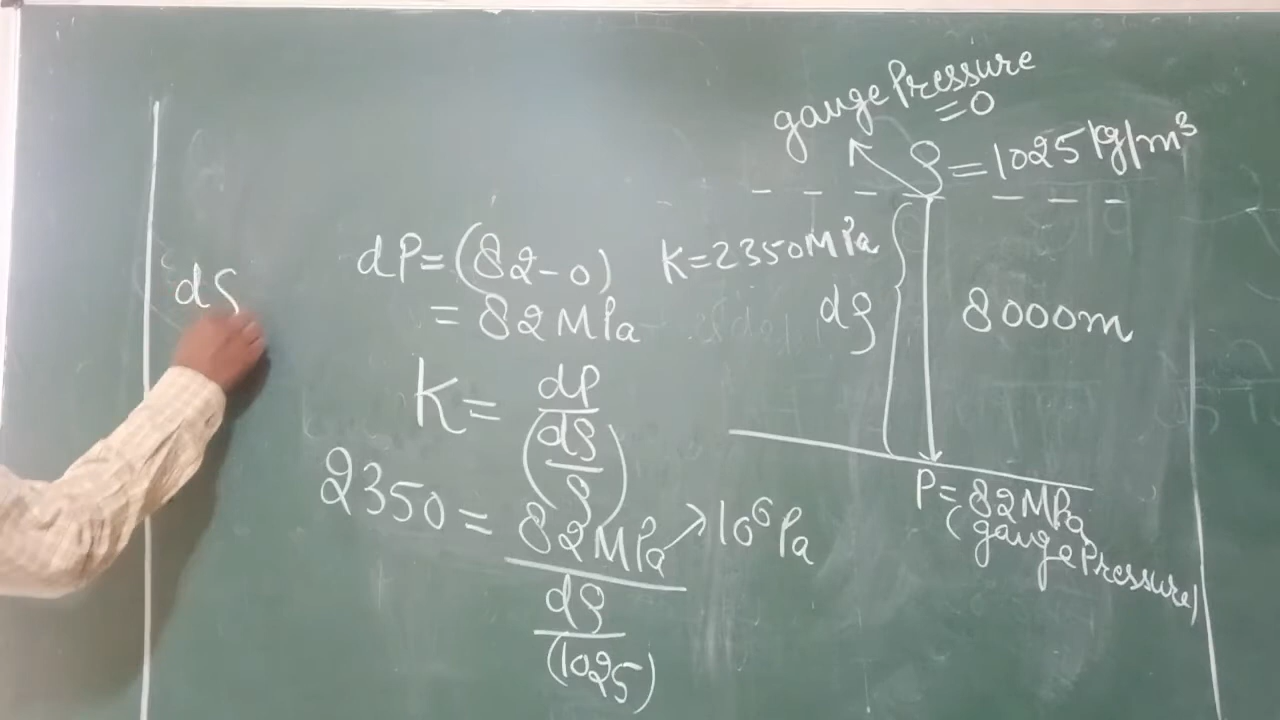 gauge Pressure
= 0
ρ = 1025 kg/m³
dP = (82 - 0)
= 82 MPa
K = 2350 MPa
dρ
8000m
dρ
K = dP
(dρ
ρ)
2350 = 82 MPa → 10⁶ Pa
dρ
(1025)
P = 82 MPa
(gauge Pressure)